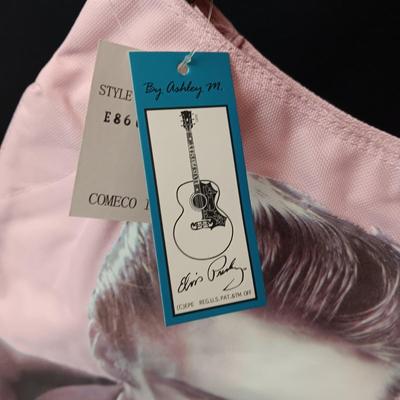 By Ashley M.
STYLE
E86
COMECO
Elvis Presley
(C)EPE REG.U.S. PAT.&TM. OFF